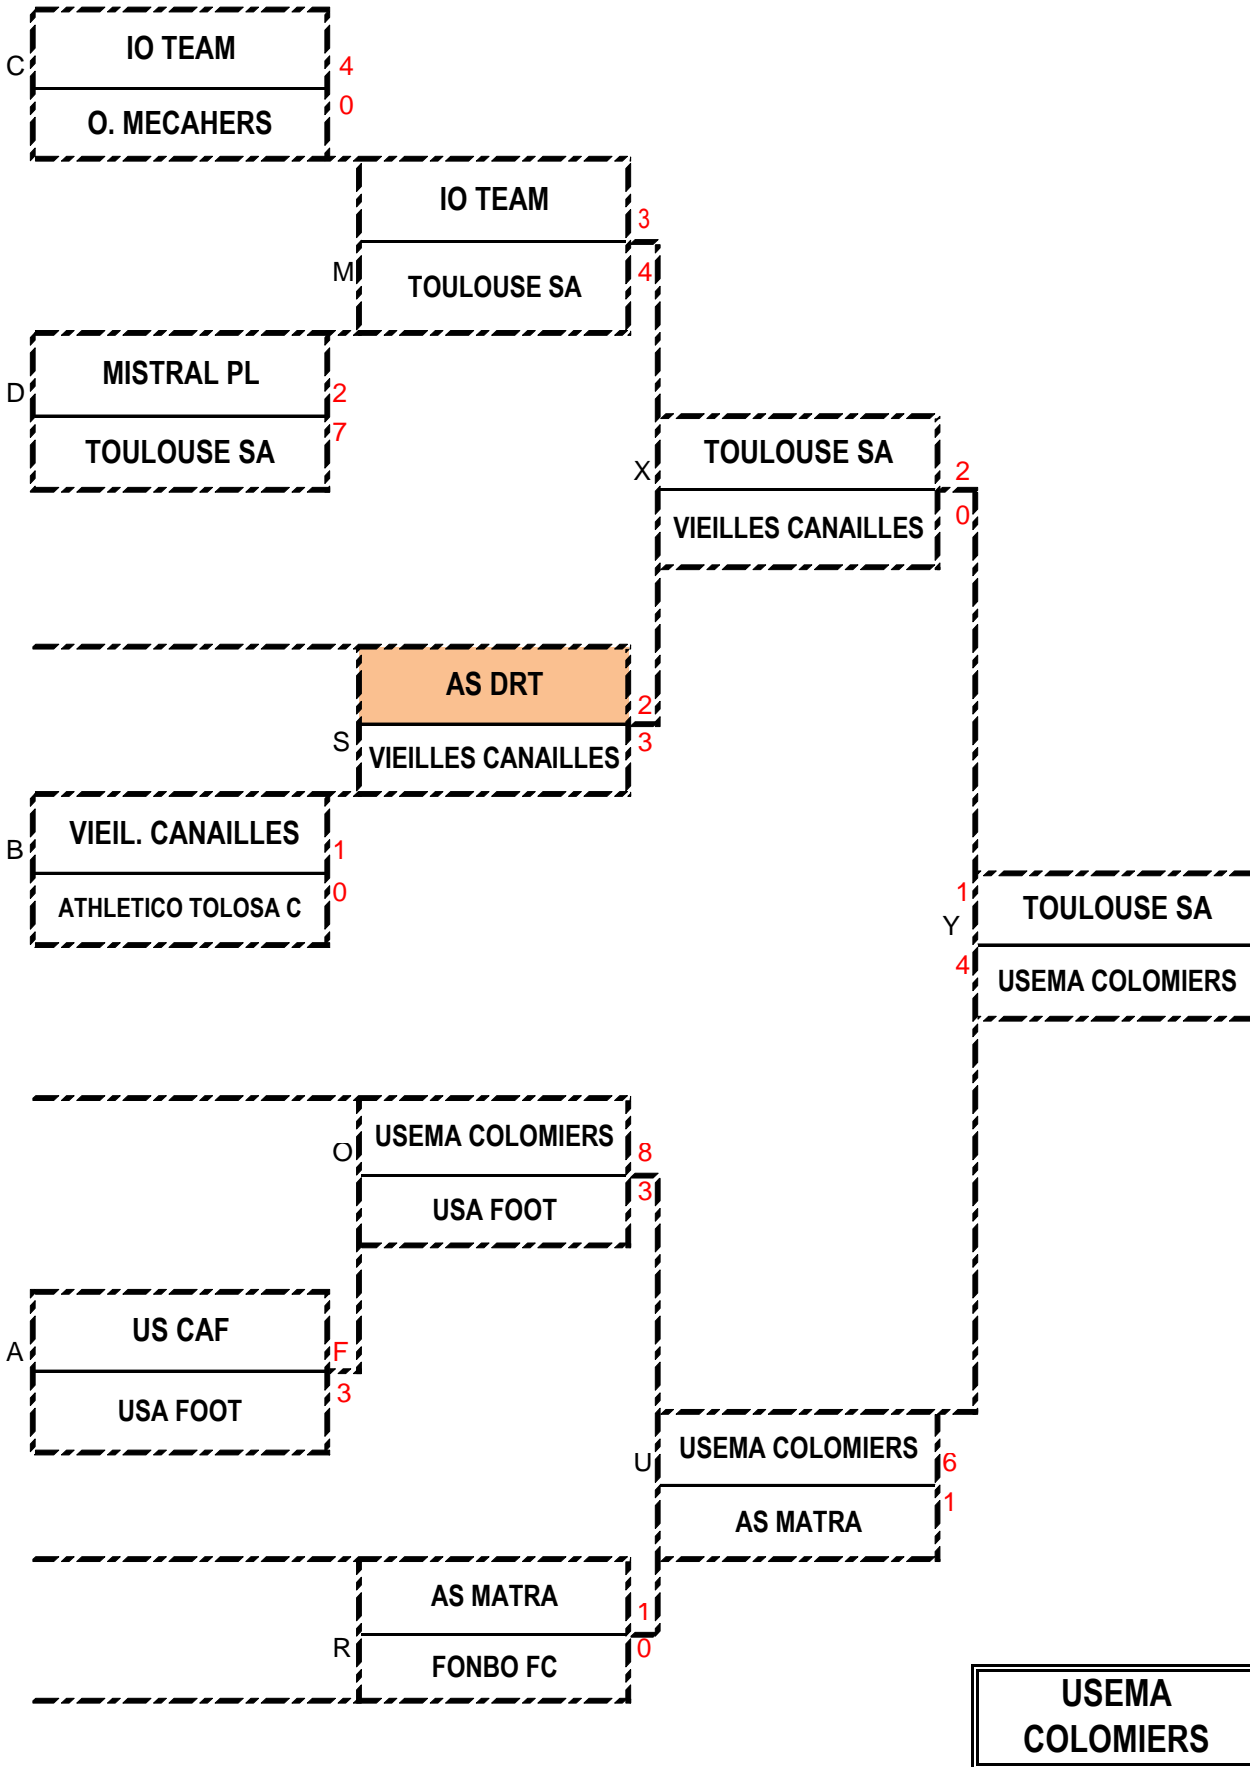 C
IO TEAM
4
O. MECAHERS
0
IO TEAM
3
M
TOULOUSE SA
4
MISTRAL PL
D
2
TOULOUSE SA
7
TOULOUSE SA
X
2
VIEILLES CANAILLES
0
AS DRT
2
S
VIEILLES CANAILLES
3
VIEIL. CANAILLES
B
1
ATHLETICO TOLOSA C
0
1
TOULOUSE SA
Y
4
USEMA COLOMIERS
USEMA COLOMIERS
O
8
USA FOOT
3
US CAF
A
F
USA FOOT
3
USEMA COLOMIERS
U
6
AS MATRA
1
AS MATRA
1
R
FONBO FC
0
USEMA
COLOMIERS